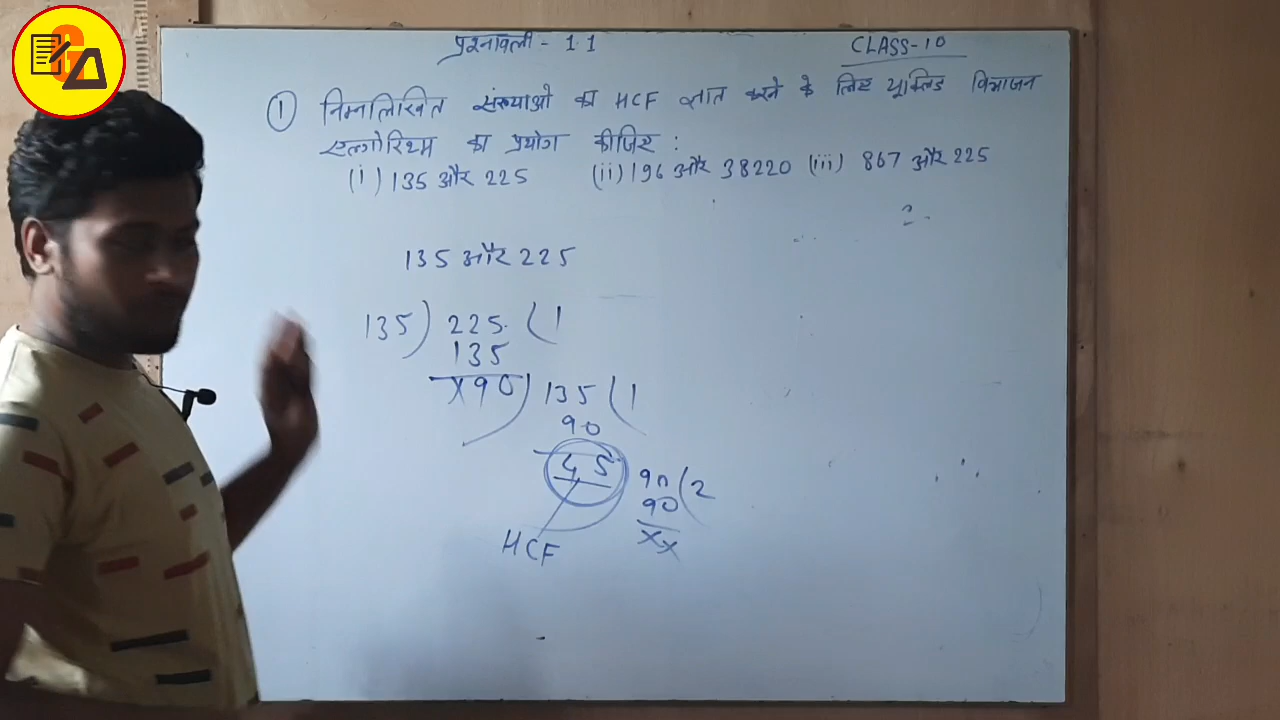 प्रश्नावली - 1.1
CLASS-10
① निम्नलिखित संख्याओं का HCF ज्ञात करने के लिए यूक्लिड विभाजन
एल्गोरिथ्म का प्रयोग कीजिए :
(i) 135 और 225 (ii) 196 और 38220 (iii) 867 और 225
135 और 225
135) 225 (1
135
x90) 135 (1
90
45) 90 (2
90
xx
HCF